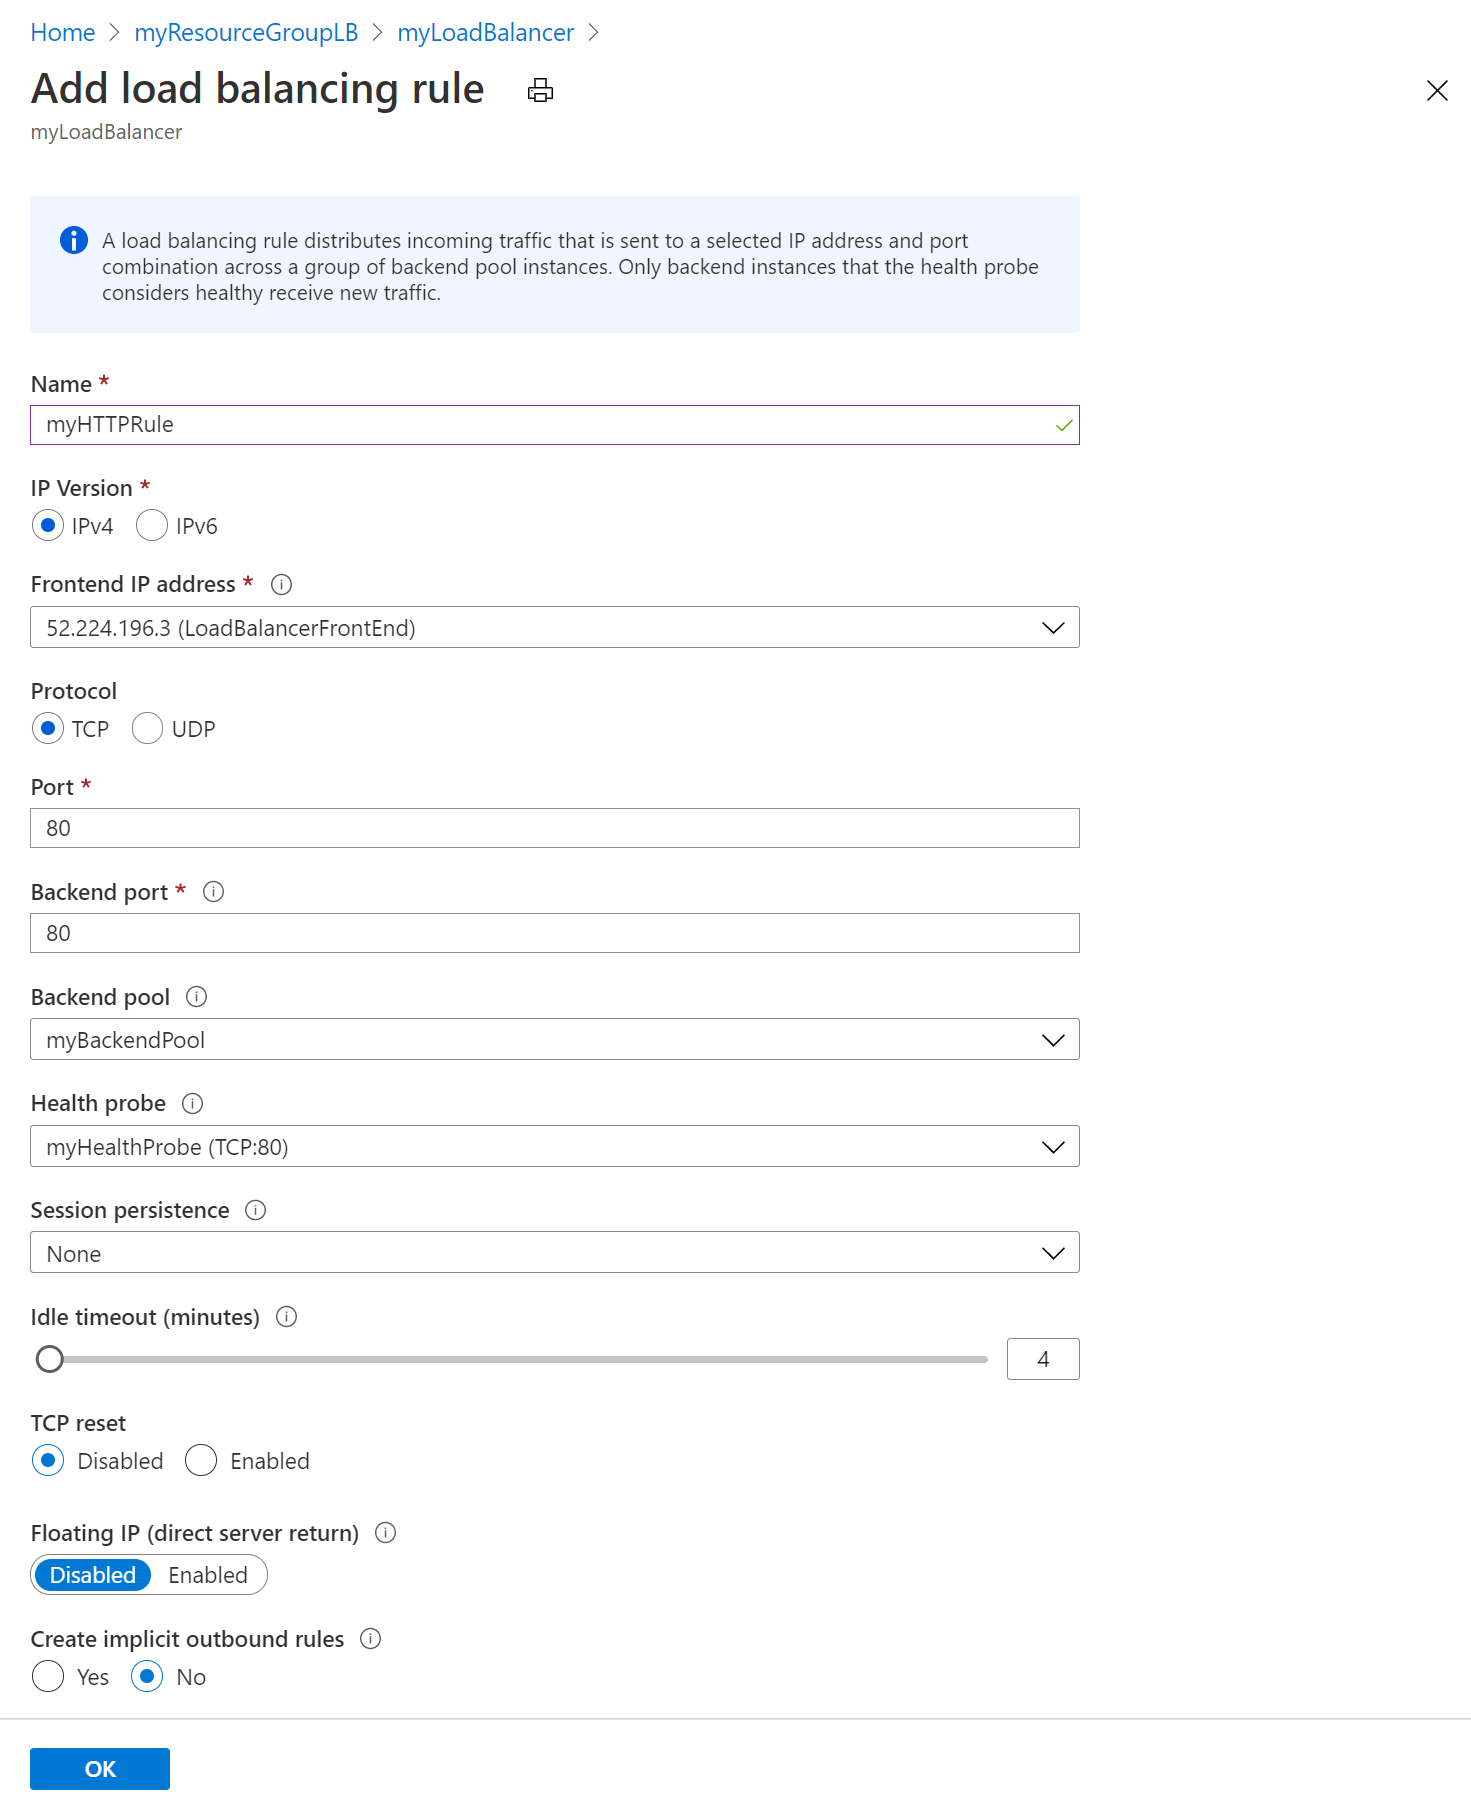 Home > myResourceGroupLB > myLoadBalancer >
Add load balancing rule
myLoadBalancer
A load balancing rule distributes incoming traffic that is sent to a selected IP address and port
combination across a group of backend pool instances. Only backend instances that the health probe
considers healthy receive new traffic.
Name *
myHTTPRule
IP Version *
IPv4 IPv6
Frontend IP address *
52.224.196.3 (LoadBalancerFrontEnd)
Protocol
TCP UDP
Port *
80
Backend port *
80
Backend pool
myBackendPool
Health probe
myHealthProbe (TCP:80)
Session persistence
None
Idle timeout (minutes)
4
TCP reset
Disabled Enabled
Floating IP (direct server return)
Disabled Enabled
Create implicit outbound rules
Yes No
OK